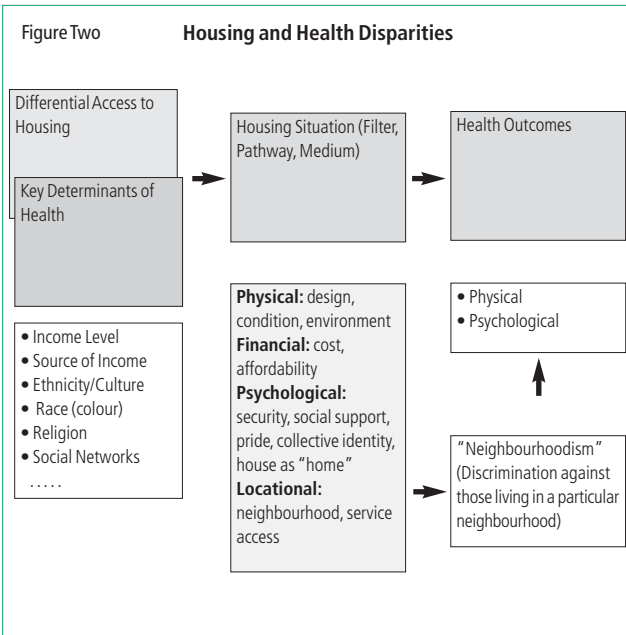 Figure Two
Housing and Health Disparities
Differential Access to
Housing
Key Determinants of
Health
Housing Situation (Filter,
Pathway, Medium)
Health Outcomes
• Income Level
• Source of Income
• Ethnicity/Culture
• Race (colour)
• Religion
• Social Networks
. . . . .
Physical: design,
condition, environment
Financial: cost,
affordability
Psychological:
security, social support,
pride, collective identity,
house as "home"
Locational:
neighbourhood, service
access
• Physical
• Psychological
"Neighbourhoodism"
(Discrimination against
those living in a particular
neighbourhood)